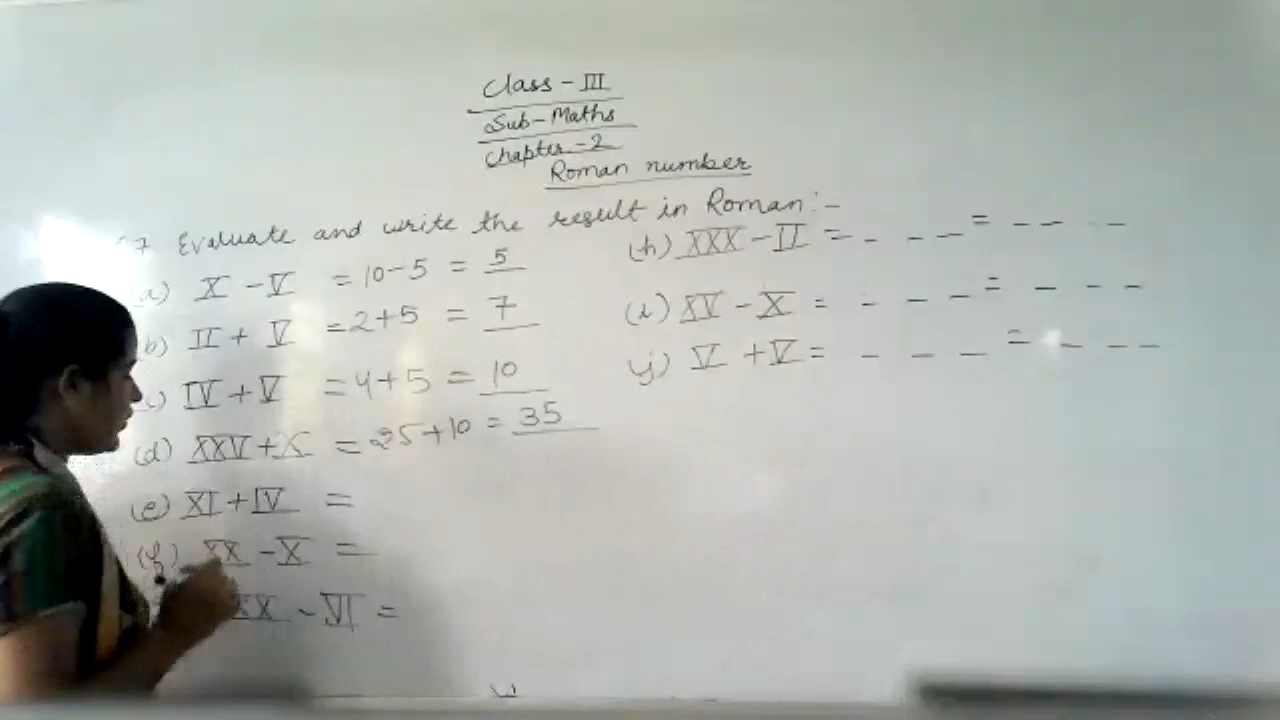 Class - III
Sub - Maths
Chapter - 2
Roman number
7 Evaluate and write the result in Roman :-
a) X - V = 10 - 5 = 5
b) II + V = 2 + 5 = 7
IV + V = 4 + 5 = 10
(d) XXV + X = 25 + 10 = 35
(e) XI + IV =
(f) XX - X =
XX - VI =
(h) XXX - II = _ _ _ = _ _ _
(i) XV - X = _ _ _ = _ _ _
(j) V + V = _ _ _ = _ _ _